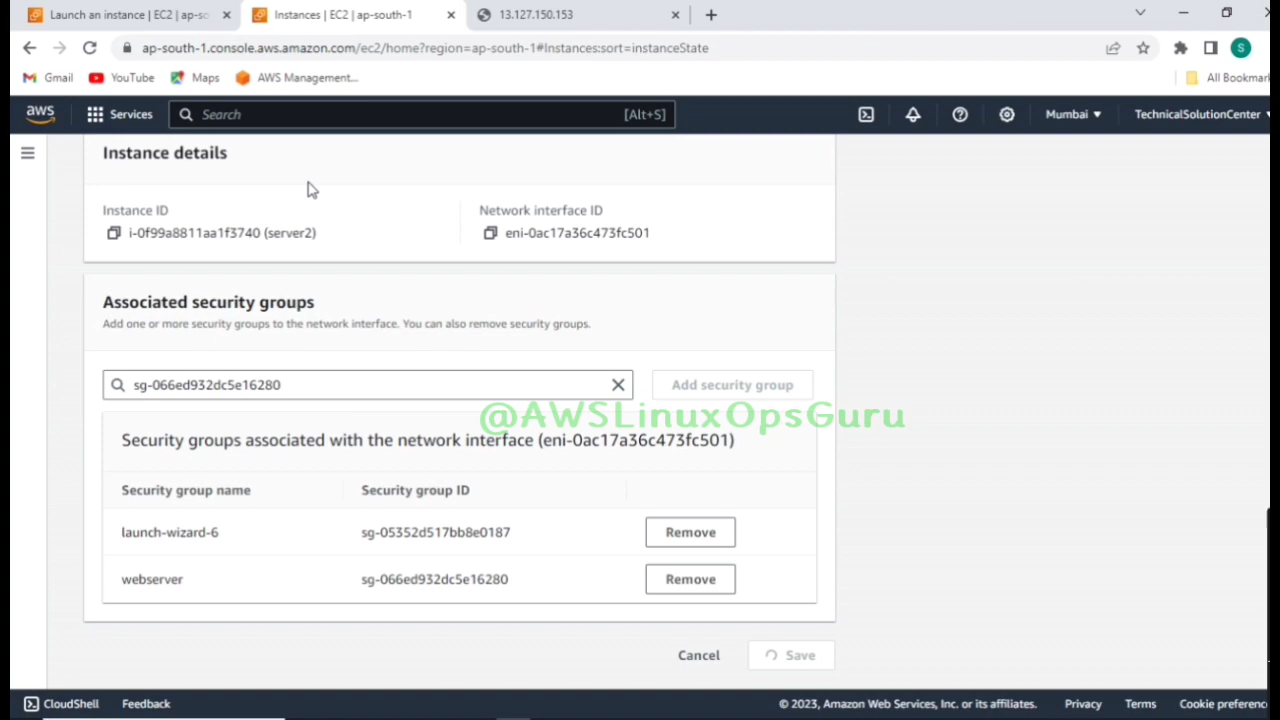 Launch an instance | EC2 | ap-so
Instances | EC2 | ap-south-1
13.127.150.153
ap-south-1.console.aws.amazon.com/ec2/home?region=ap-south-1#Instances:sort=instanceState
S
Gmail
YouTube
Maps
AWS Management...
All Bookmar
aws
Services
Search
[Alt+S]
Mumbai
TechnicalSolutionCenter
Instance details
Instance ID
Network interface ID
i-0f99a8811aa1f3740 (server2)
eni-0ac17a36c473fc501
Associated security groups
Add one or more security groups to the network interface. You can also remove security groups.
sg-066ed932dc5e16280
Add security group
@AWSLinuxOpsGuru
Security groups associated with the network interface (eni-0ac17a36c473fc501)
Security group name
Security group ID
launch-wizard-6
sg-05352d517bb8e0187
Remove
webserver
sg-066ed932dc5e16280
Remove
Cancel
Save
CloudShell
Feedback
© 2023, Amazon Web Services, Inc. or its affiliates.
Privacy
Terms
Cookie preferenc